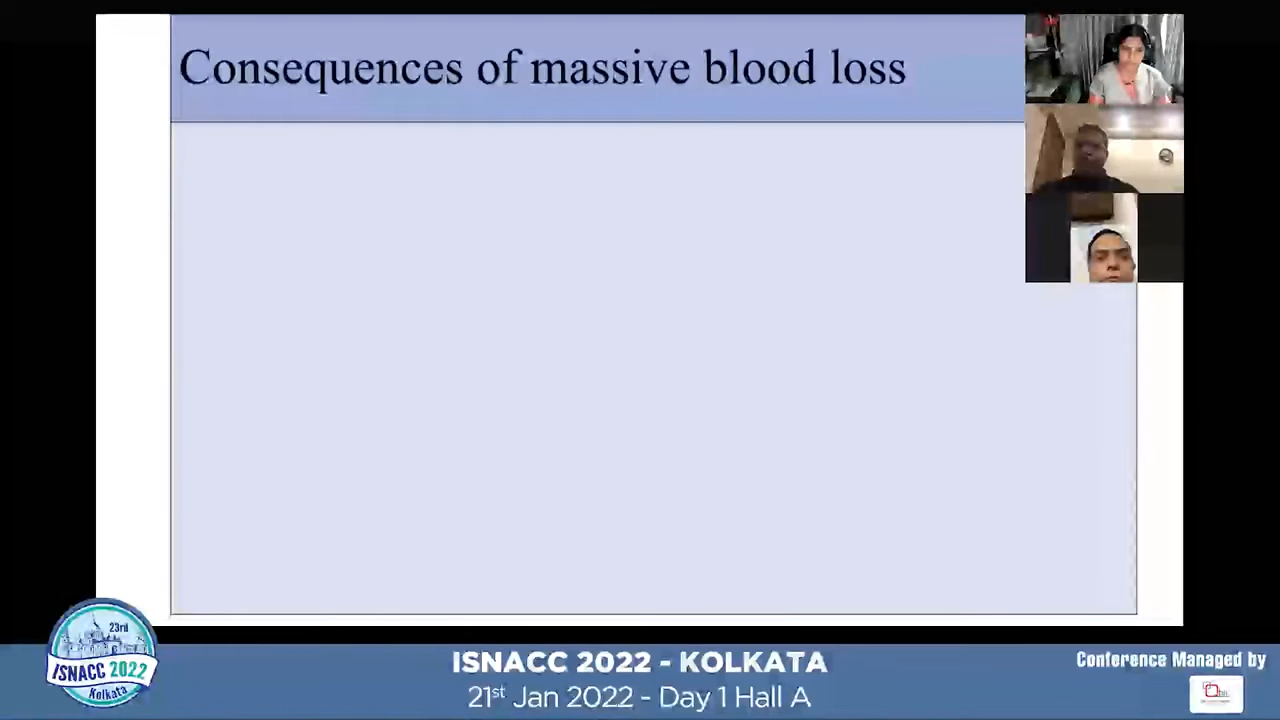 Consequences of massive blood loss
23rd
ISNACC 2022
Kolkata
ISNACC 2022 - KOLKATA
21st Jan 2022 - Day 1 Hall A
Conference Managed by